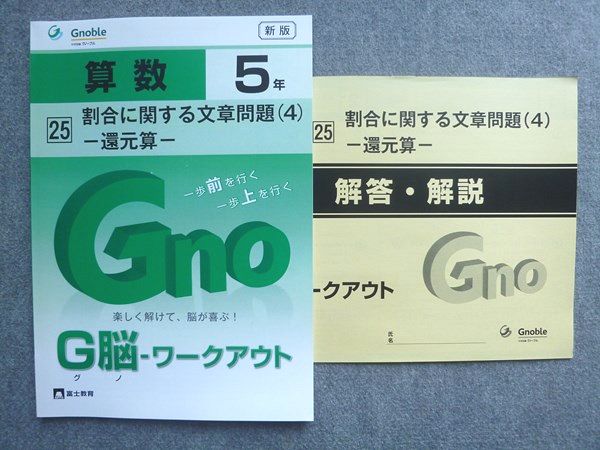 Gnoble
新版
算数 5年
25 割合に関する文章問題(4)
－還元算－
一歩前を行く
一歩上を行く
Gno
楽しく解けて、脳が喜ぶ!
G脳-ワークアウト
グ ノ
富士教育
25 割合に関する文章問題(4)
－還元算－
解答・解説
Gno
ークアウト
氏名
Gnoble